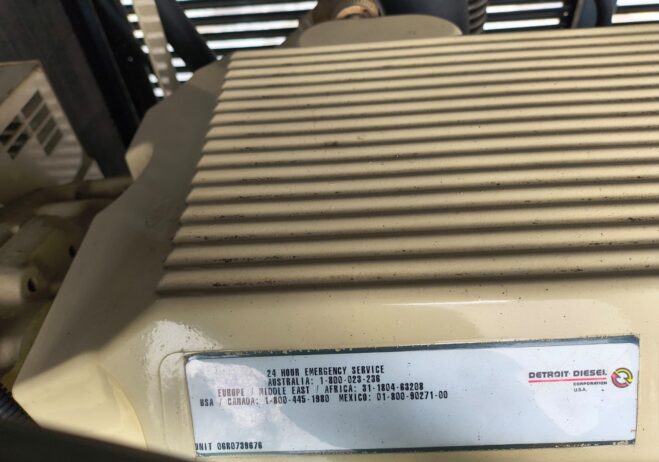 24 HOUR EMERGENCY SERVICE
AUSTRALIA: 1-800-023-238
EUROPE / MIDDLE EAST / AFRICA: 31-1804-63208
USA / CANADA: 1-800-445-1980 MEXICO: 01-800-90271-00
UNIT 06R0739676
DETROIT DIESEL
CORPORATION
U.S.A.